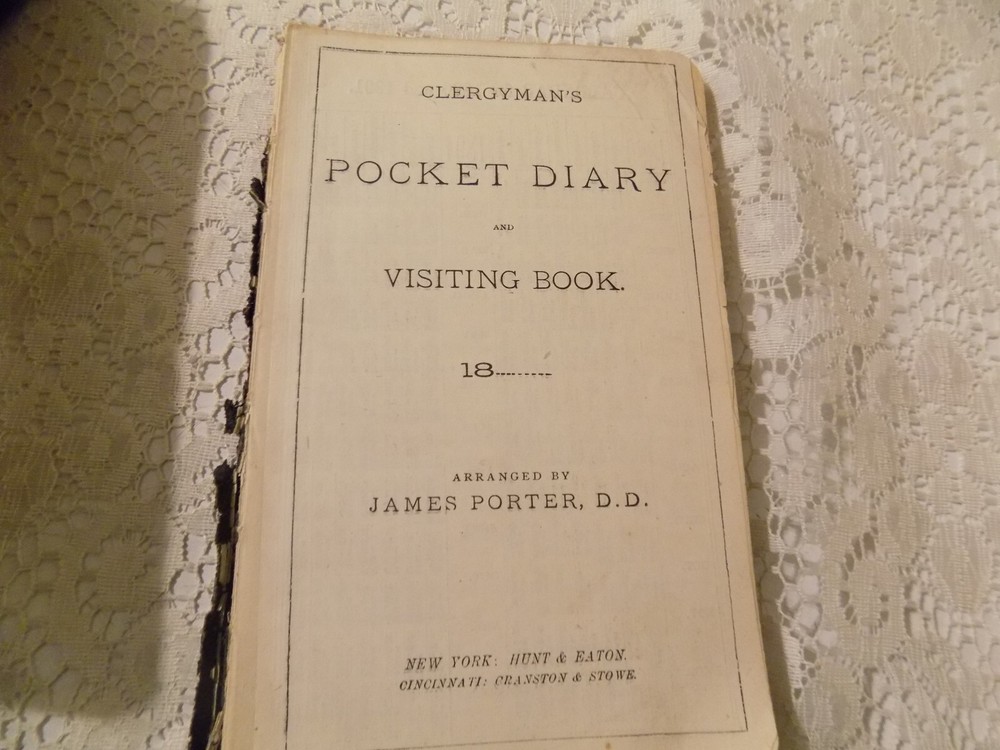 CLERGYMAN'S
POCKET DIARY
AND
VISITING BOOK.
18.........
ARRANGED BY
JAMES PORTER, D.D.
NEW YORK: HUNT & EATON.
CINCINNATI: CRANSTON & STOWE.